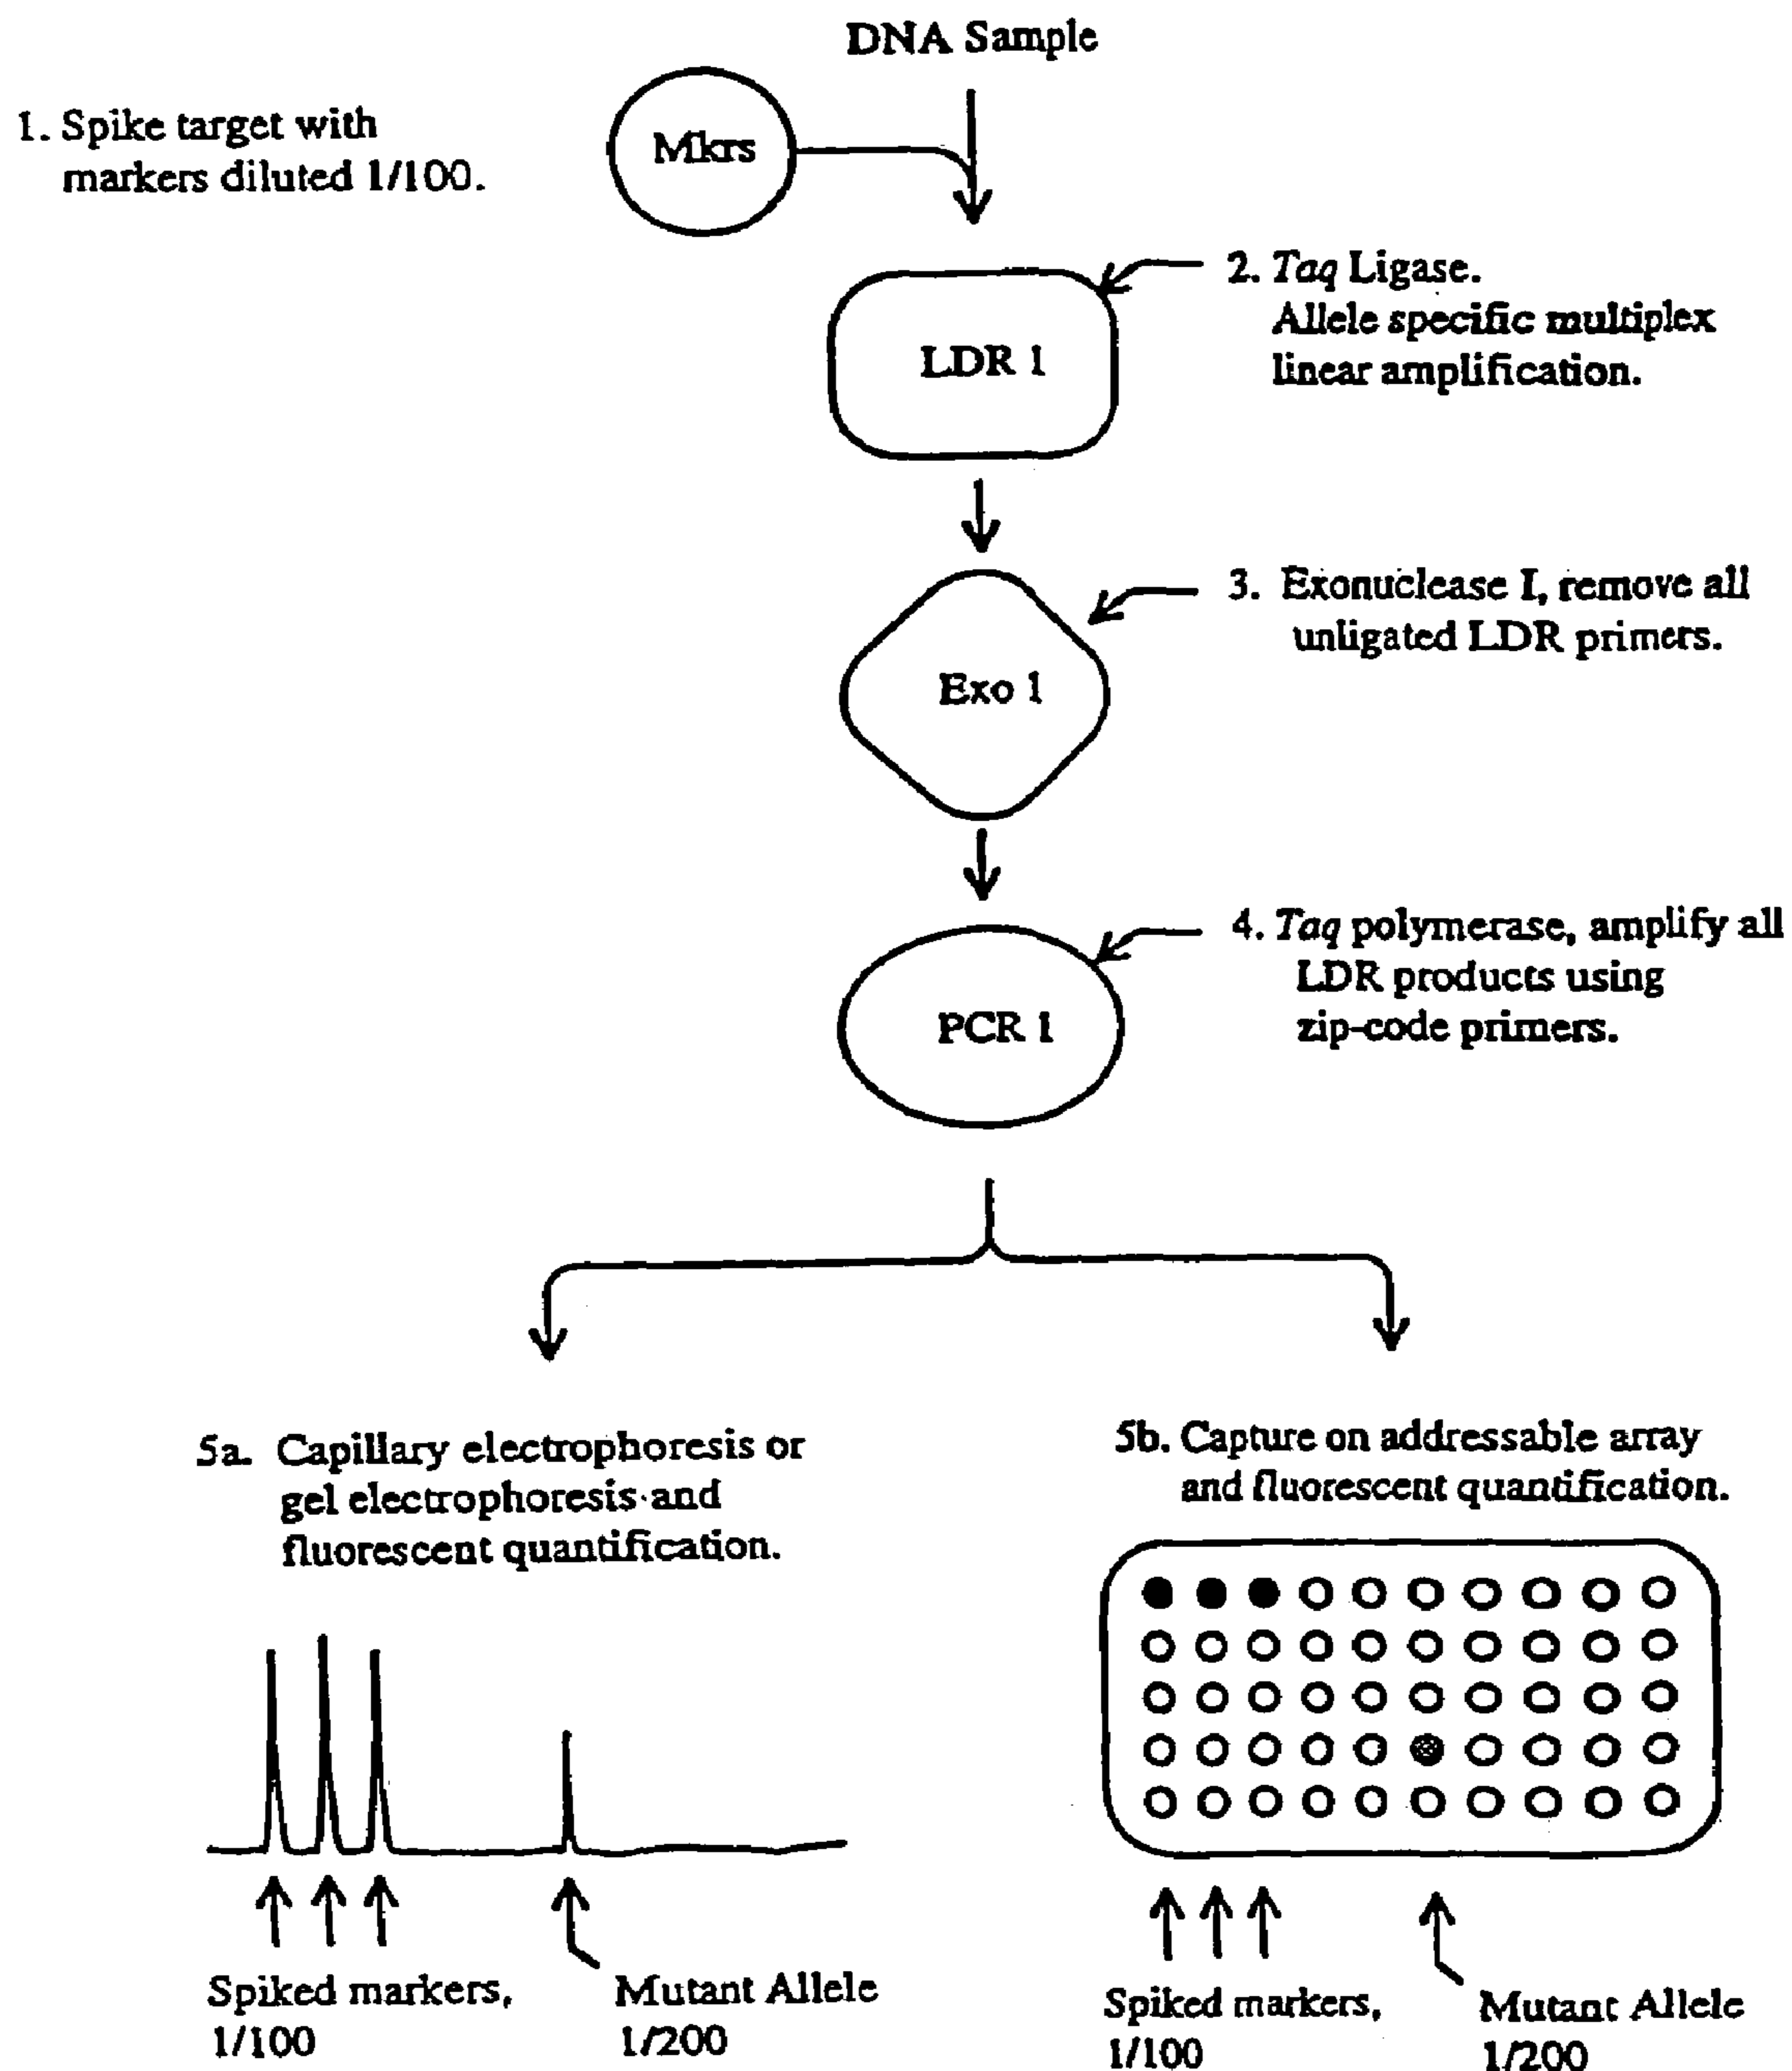 DNA Sample
1. Spike target with
markers diluted 1/100.
Mkrs
2. Taq Ligase.
Allele specific multiplex
linear amplification.
LDR 1
3. Exonuclease I, remove all
unligated LDR primers.
Exo 1
4. Taq polymerase, amplify all
LDR products using
zip-code primers.
PCR 1
5a. Capillary electrophoresis or
gel electrophoresis and
fluorescent quantification.
5b. Capture on addressable array
and fluorescent quantification.
Spiked markers,
1/100
Mutant Allele
1/200
Spiked markers,
1/100
Mutant Allele
1/200